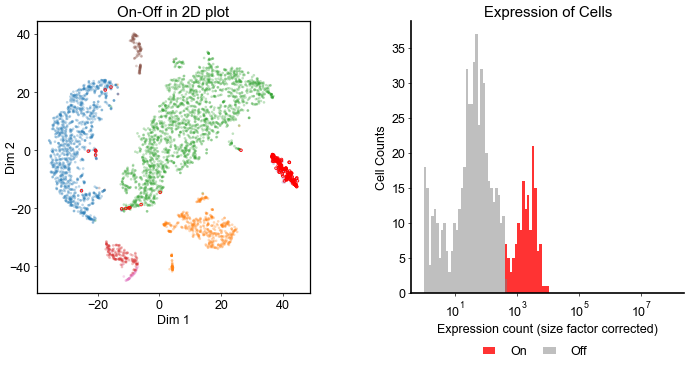 On-Off in 2D plot
Dim 2
40
20
0
−20
−40
−20
0
20
40
Dim 1
Expression of Cells
Cell Counts
35
30
25
20
15
10
5
0
10^1
10^3
10^5
10^7
Expression count (size factor corrected)
On
Off